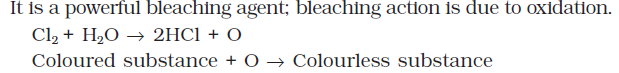 It is a powerful bleaching agent; bleaching action is due to oxidation.
Cl₂ + H₂O → 2HCl + O
Coloured substance + O → Colourless substance